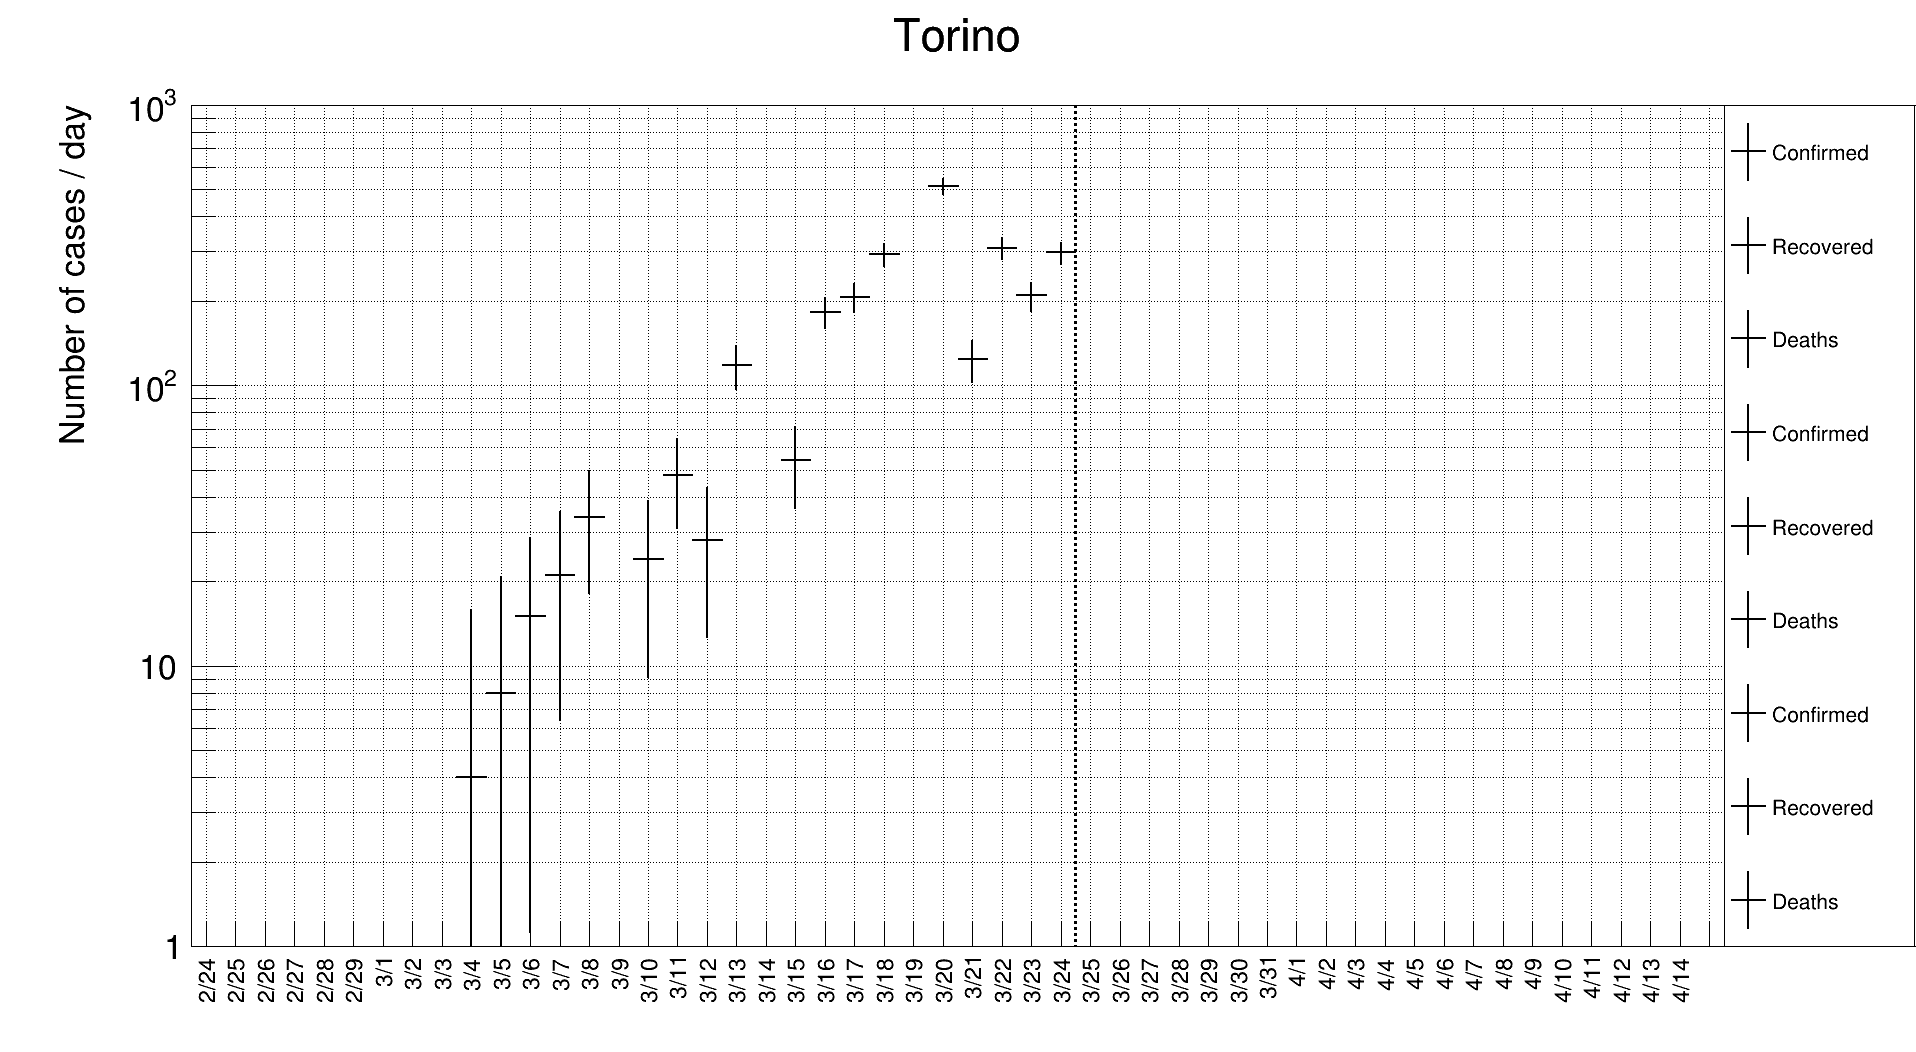 Torino
Number of cases / day
10³
10²
10
1
2/24 2/25 2/26 2/27 2/28 2/29 3/1 3/2 3/3 3/4 3/5 3/6 3/7 3/8 3/9 3/10 3/11 3/12 3/13 3/14 3/15 3/16 3/17 3/18 3/19 3/20 3/21 3/22 3/23 3/24 3/25 3/26 3/27 3/28 3/29 3/30 3/31 4/1 4/2 4/3 4/4 4/5 4/6 4/7 4/8 4/9 4/10 4/11 4/12 4/13 4/14
Confirmed
Recovered
Deaths
Confirmed
Recovered
Deaths
Confirmed
Recovered
Deaths